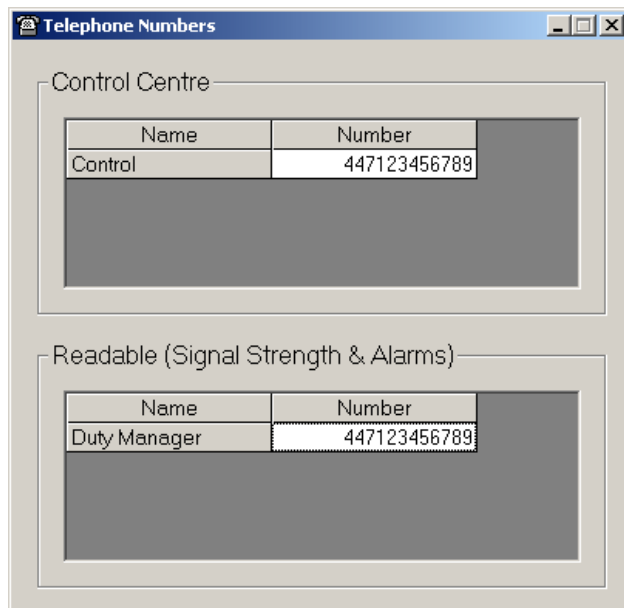 Telephone Numbers
Control Centre
Name Number
Control 447123456789
Readable (Signal Strength & Alarms)
Name Number
Duty Manager 447123456789